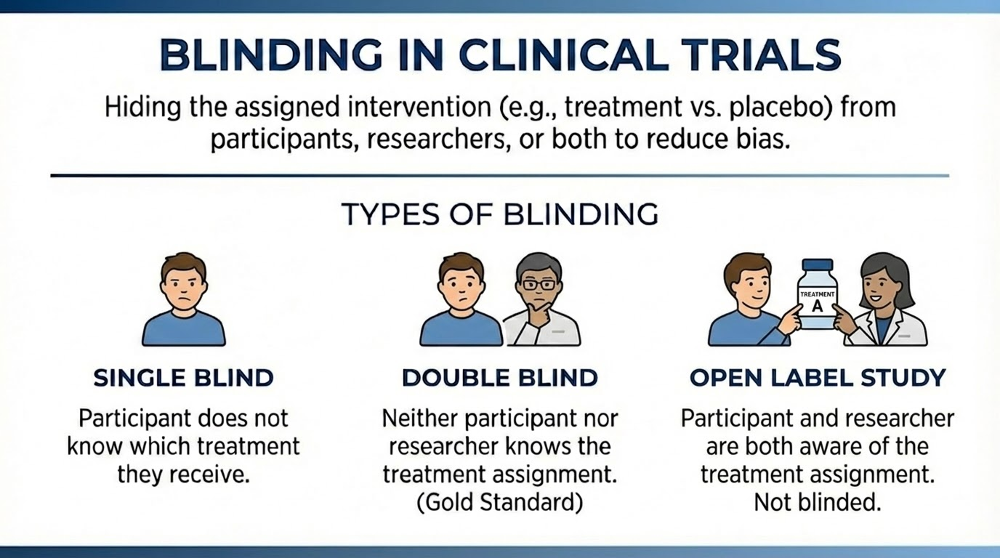 BLINDING IN CLINICAL TRIALS
Hiding the assigned intervention (e.g., treatment vs. placebo) from
participants, researchers, or both to reduce bias.
TYPES OF BLINDING
TREATMENT
A
SINGLE BLIND
Participant does not
know which treatment
they receive.
DOUBLE BLIND
Neither participant nor
researcher knows the
treatment assignment.
(Gold Standard)
OPEN LABEL STUDY
Participant and researcher
are both aware of the
treatment assignment.
Not blinded.